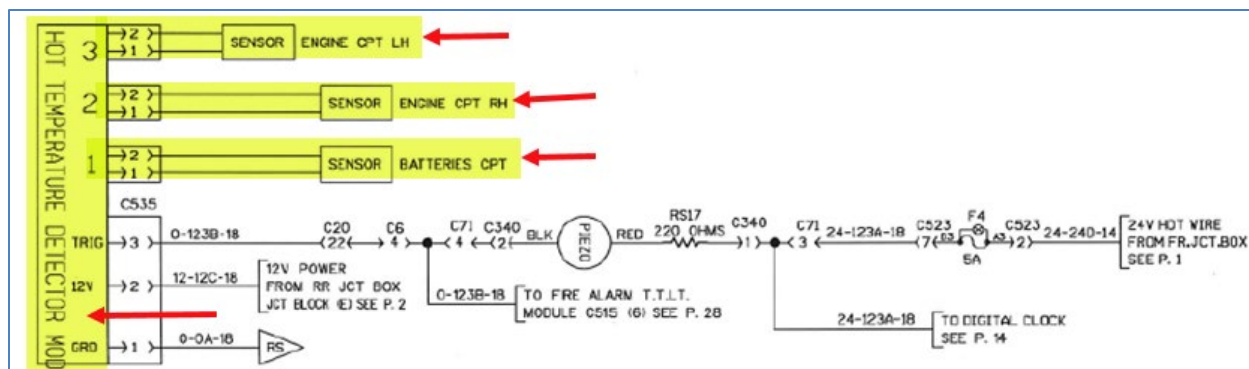 HOT TEMPERATURE DETECTOR MOD
3
2
1
SENSOR ENGINE CPT LH
2
2
1
SENSOR ENGINE CPT RH
1
2
1
SENSOR BATTERIES CPT
C535
TRIG 3 0-123B-18 C20 22 C6 4 C71 4 C340 2 BLK PIEZO RED RS17 220 OHMS C340 1 C71 3 24-123A-18 C523 7 D3 F4 5A A3 C523 2 24-24D-14
24V HOT WIRE
FROM FR.JCT.BOX
SEE P. 1
12V 2 12-12C-18
12V POWER
FROM RR JCT BOX
JCT BLOCK (E) SEE P. 2
0-123B-18
TO FIRE ALARM T.T.I.T.
MODULE C515 (6) SEE P. 28
24-123A-18
TO DIGITAL CLOCK
SEE P. 14
GRD 1 0-0A-18 RS